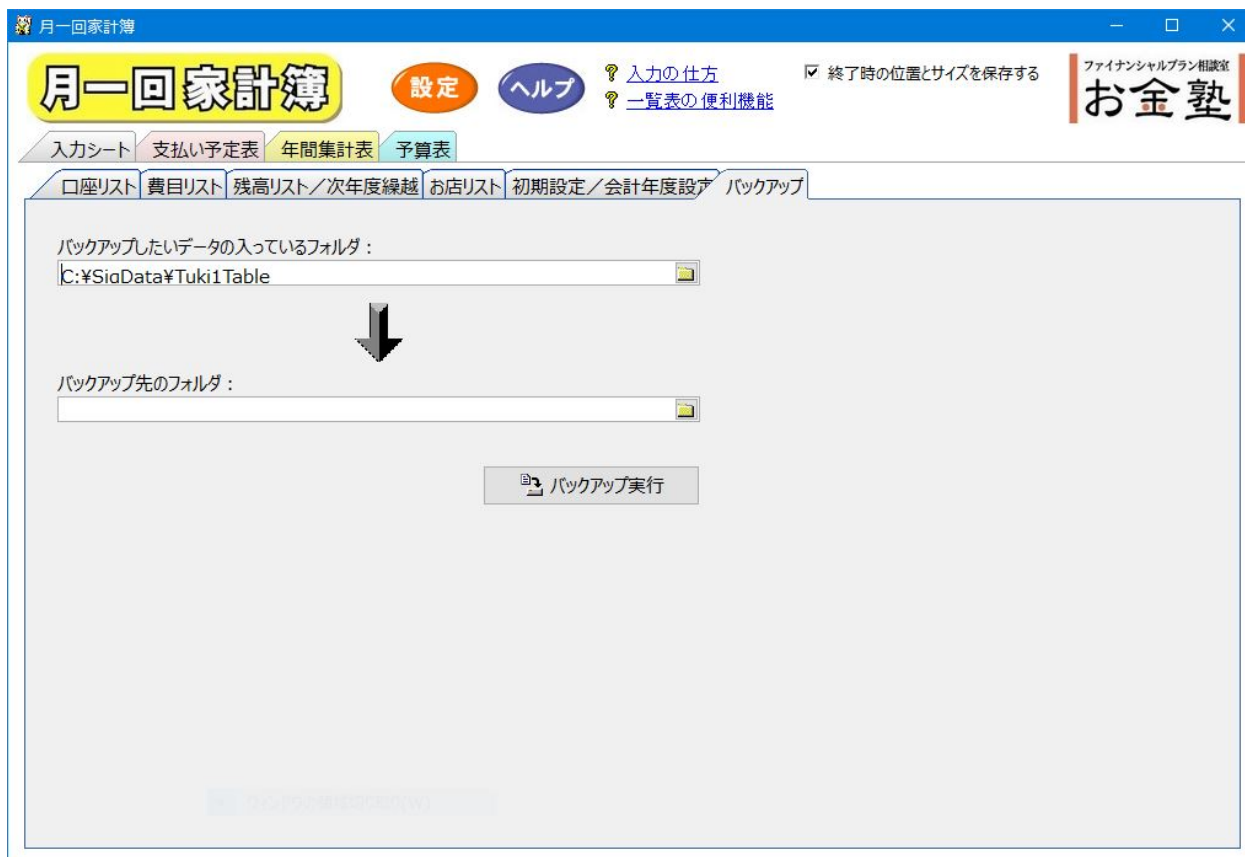 月一回家計簿
月一回家計簿
設定
ヘルプ
? 入力の仕方
? 一覧表の便利機能
終了時の位置とサイズを保存する
ファイナンシャルプラン相談室
お金塾
入力シート 支払い予定表 年間集計表 予算表
口座リスト 費目リスト 残高リスト/次年度繰越 お店リスト 初期設定/会計年度設定 バックアップ
バックアップしたいデータの入っているフォルダ:
C:¥SigData¥Tuki1Table
バックアップ先のフォルダ:
バックアップ実行